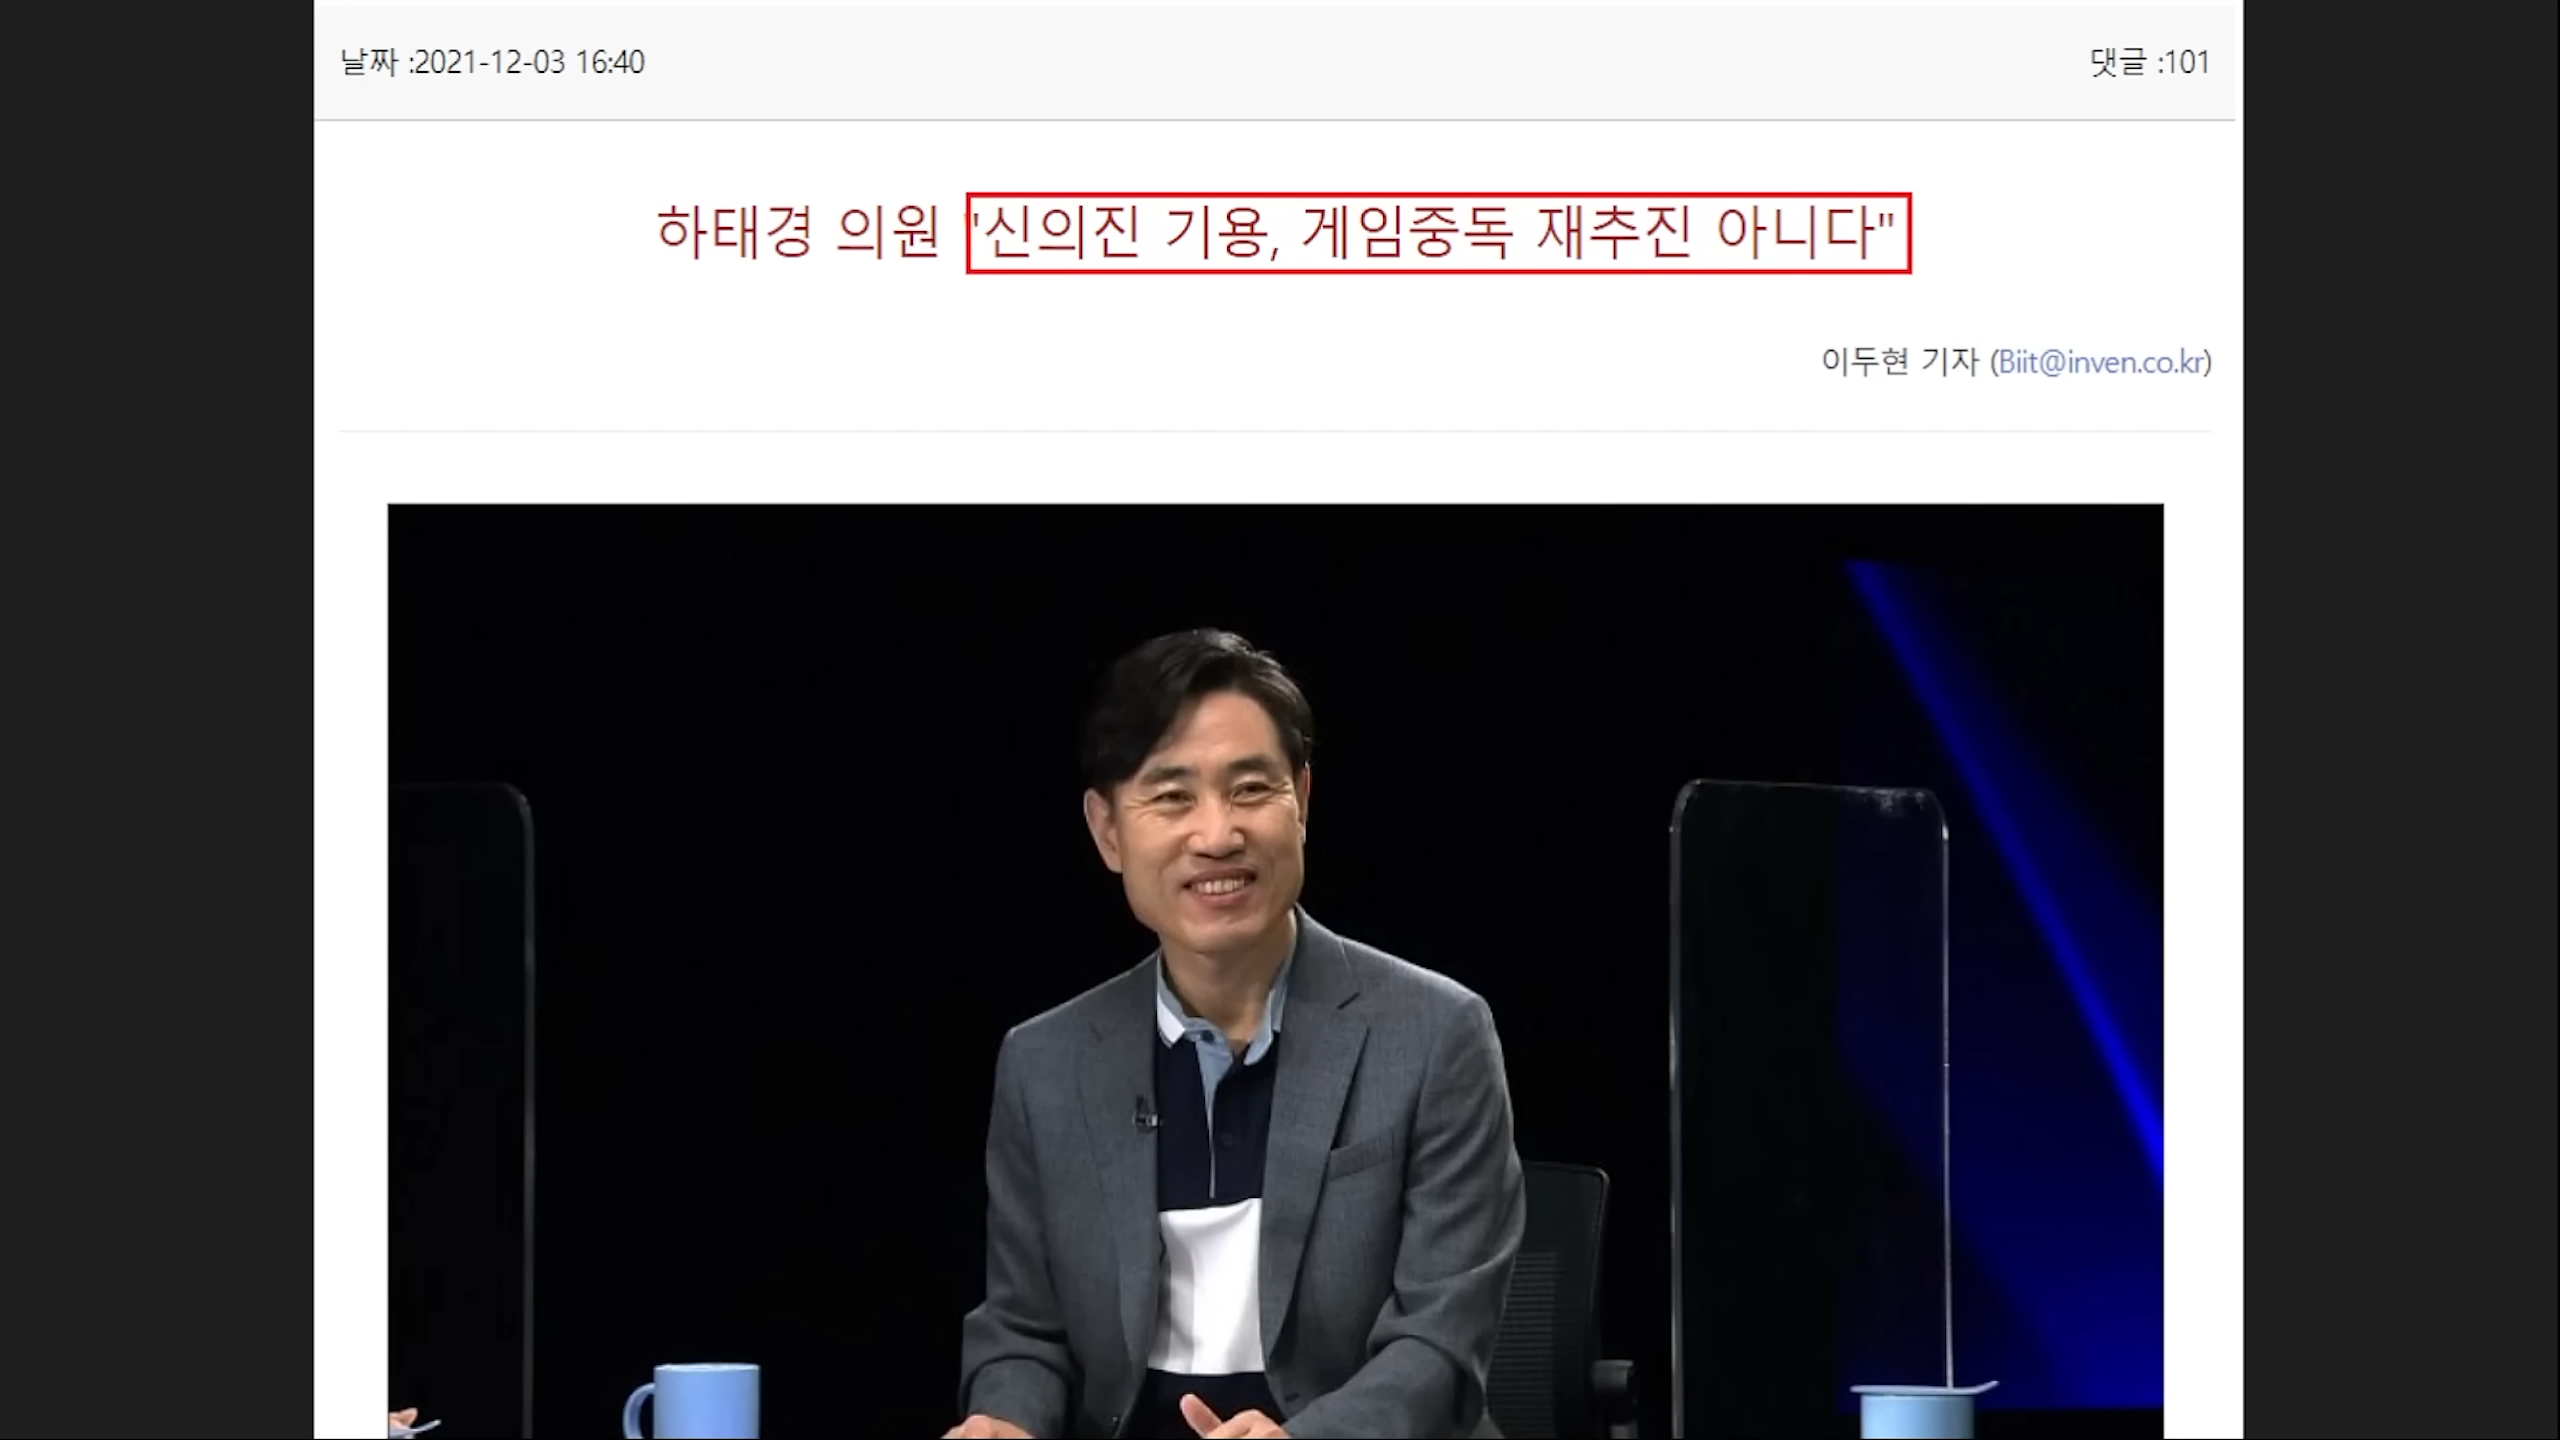 날짜 :2021-12-03 16:40
댓글 :101
하태경 의원 "신의진 기용, 게임중독 재추진 아니다"
이두현 기자 (Biit@inven.co.kr)